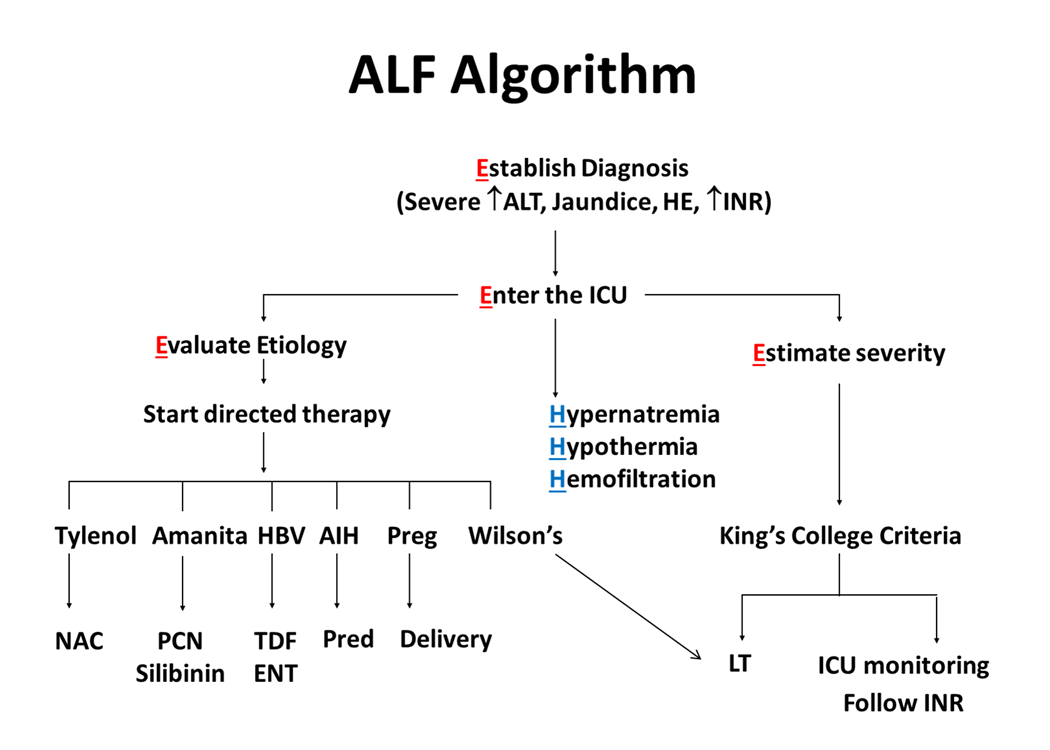 ALF Algorithm
Establish Diagnosis
(Severe ↑ALT, Jaundice, HE, ↑INR)
Enter the ICU
Evaluate Etiology
Estimate severity
Start directed therapy
Hypernatremia
Hypothermia
Hemofiltration
Tylenol Amanita HBV AIH Preg Wilson’s
King’s College Criteria
NAC PCN TDF Pred Delivery
Silibinin ENT
LT ICU monitoring
Follow INR